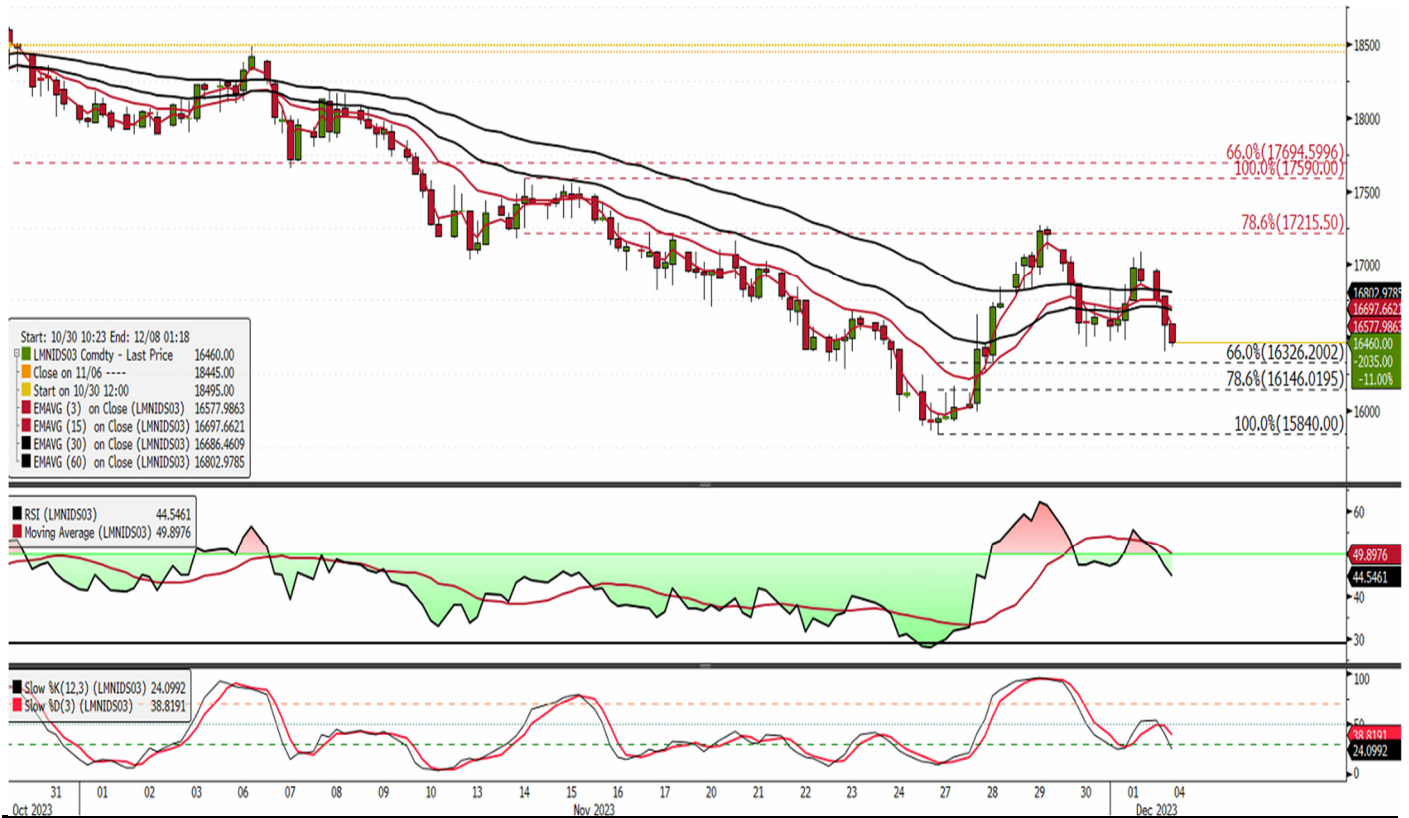 18500
18000
66.0%(17694.5996)
100.0%(17590.00)
17500
78.6%(17215.50)
17000
16802.9785
16697.6621
16577.9863
16460.00
-2035.00
-11.00%
66.0%(16326.2002)
78.6%(16146.0195)
16000
100.0%(15840.00)
Start: 10/30 10:23 End: 12/08 01:18
LMNIDS03 Comdty - Last Price 16460.00
Close on 11/06 ---- 18445.00
Start on 10/30 12:00 18495.00
EMAVG (3) on Close (LMNIDS03) 16577.9863
EMAVG (15) on Close (LMNIDS03) 16697.6621
EMAVG (30) on Close (LMNIDS03) 16686.4609
EMAVG (60) on Close (LMNIDS03) 16802.9785
RSI (LMNIDS03) 44.5461
Moving Average (LMNIDS03) 49.8976
60
49.8976
44.5461
40
30
Slow %K(12,3) (LMNIDS03) 24.0992
Slow %D(3) (LMNIDS03) 38.8191
100
50
38.8191
24.0992
0
31 01 02 03 06 07 08 09 10 13 14 15 16 17 20 21 22 23 24 27 28 29 30 01 04
Oct 2023 Nov 2023 Dec 2023